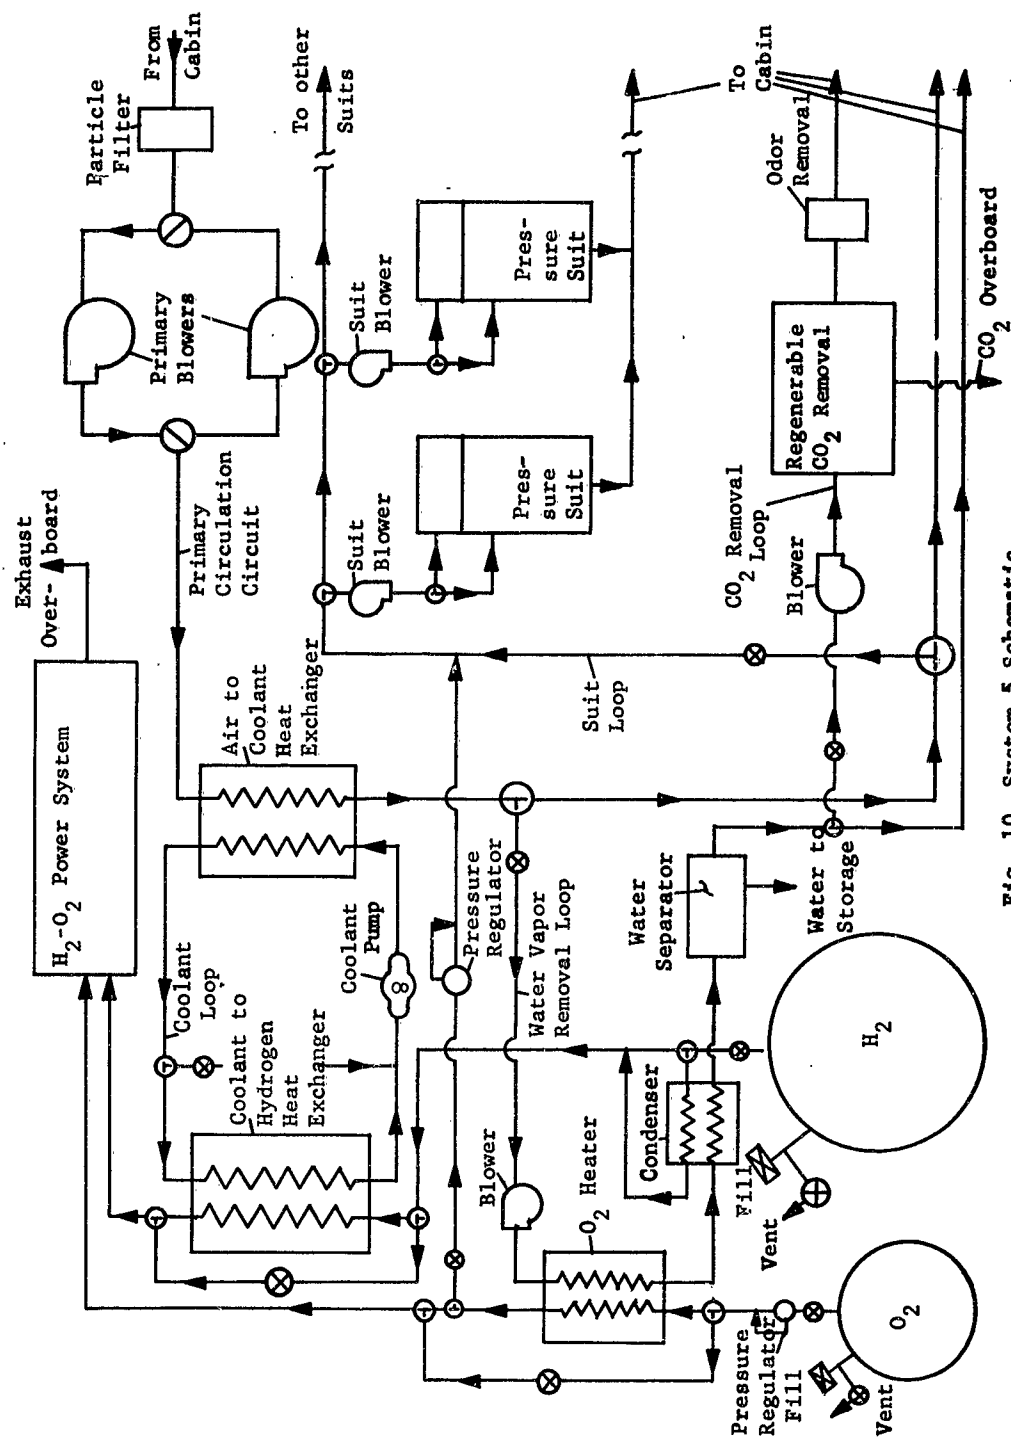 Exhaust
Over-board
H2-O2 Power System
From
Cabin
Particle
Filter
Primary
Blowers
Primary
Circulation
Circuit
To other
Suits
Suit
Blower
Suit
Blower
Pres-
sure
Suit
Pres-
sure
Suit
To
Cabin
Air to
Coolant
Heat
Exchanger
Coolant
Loop
Coolant to
Hydrogen
Heat
Exchanger
Coolant
Pump
Pressure
Regulator
Water Vapor
Removal Loop
Suit
Loop
CO2 Removal
Loop
Blower
Regenerable
CO2 Removal
Odor
Removal
CO2 Overboard
Water
Separator
Water to
Storage
Blower
O2 Heater
Condenser
H2
Fill
Vent
O2
Pressure
Regulator
Fill
Vent
Fig. 10 System 5 Schematic